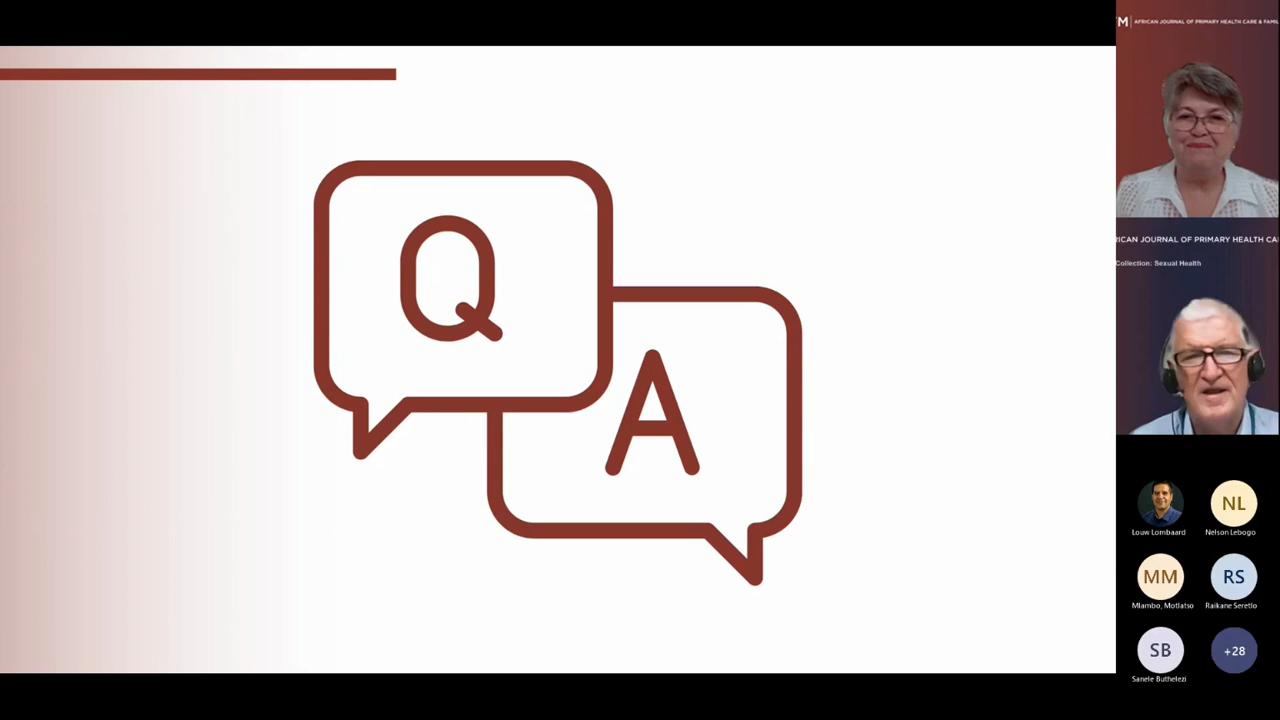 Q
A
M AFRICAN JOURNAL OF PRIMARY HEALTH CARE & FAMIL
RICAN JOURNAL OF PRIMARY HEALTH CA
Collection: Sexual Health
Louw Lombaard
NL
Nelson Lebogo
MM
Mlambo, Motlatso
RS
Raikane Seretlo
SB
Sanele Buthelezi
+28